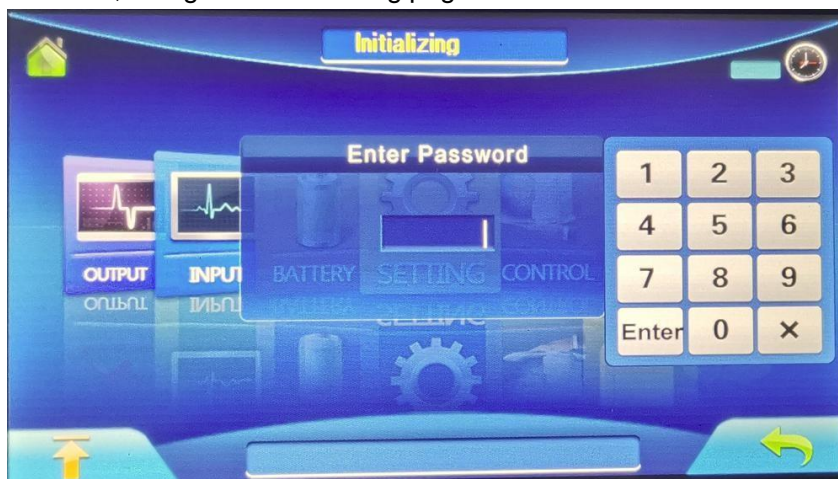 Initializing
Enter Password
OUTPUT
INPUT
BATTERY
SETTING
CONTROL
1 2 3
4 5 6
7 8 9
Enter 0 ×